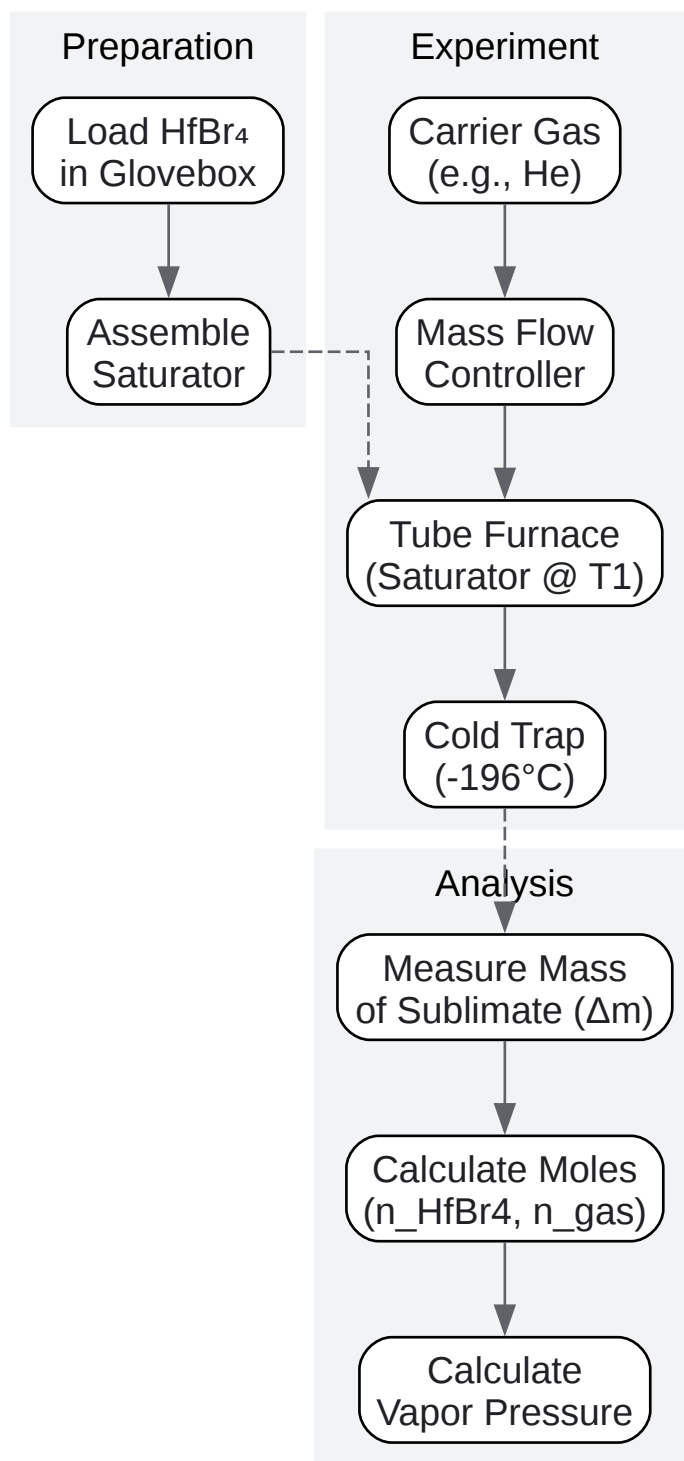 Preparation
Load HfBr₄
in Glovebox
Assemble
Saturator
Experiment
Carrier Gas
(e.g., He)
Mass Flow
Controller
Tube Furnace
(Saturator @ T1)
Cold Trap
(-196°C)
Analysis
Measure Mass
of Sublimate (Δm)
Calculate Moles
(n_HfBr4, n_gas)
Calculate
Vapor Pressure